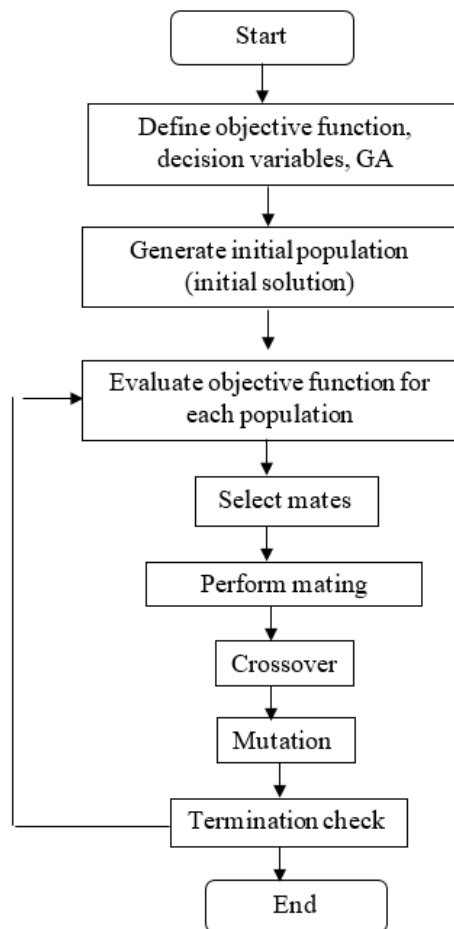 Start
Define objective function,
decision variables, GA
Generate initial population
(initial solution)
Evaluate objective function for
each population
Select mates
Perform mating
Crossover
Mutation
Termination check
End